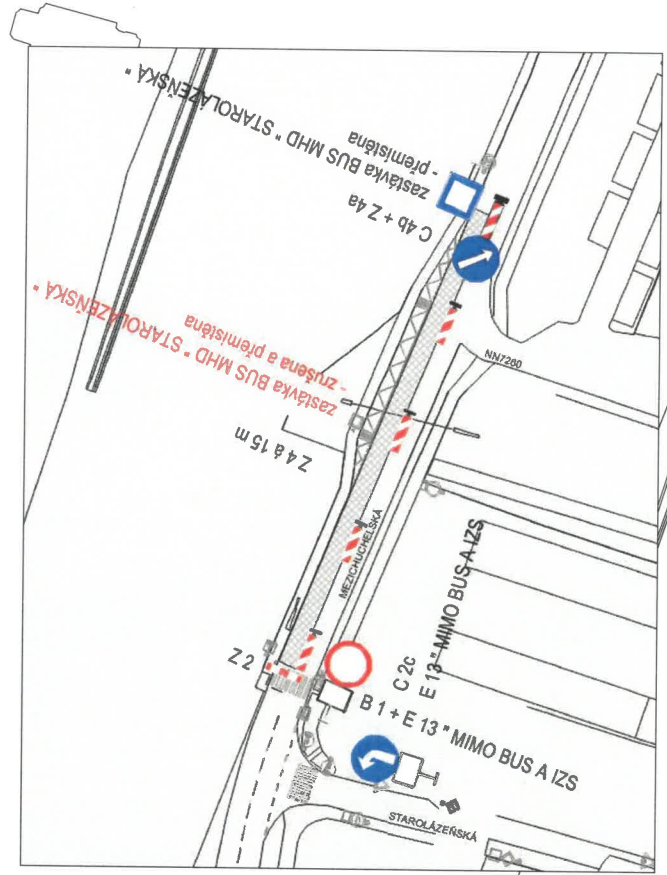 zastávka BUS MHD " STAROLÁZEŇSKÁ "
- přemístěna
C 4b + Z 4a
zastávka BUS MHD " STAROLÁZEŇSKÁ "
- zrušena a přemístěna
Z 4 á 15 m
NN7260
MEZICHUCHELSKÁ
Z 2
C 2c
E 13 " MIMO BUS A IZS
B 1 + E 13 " MIMO BUS A IZS
STAROLÁZEŇSKÁ